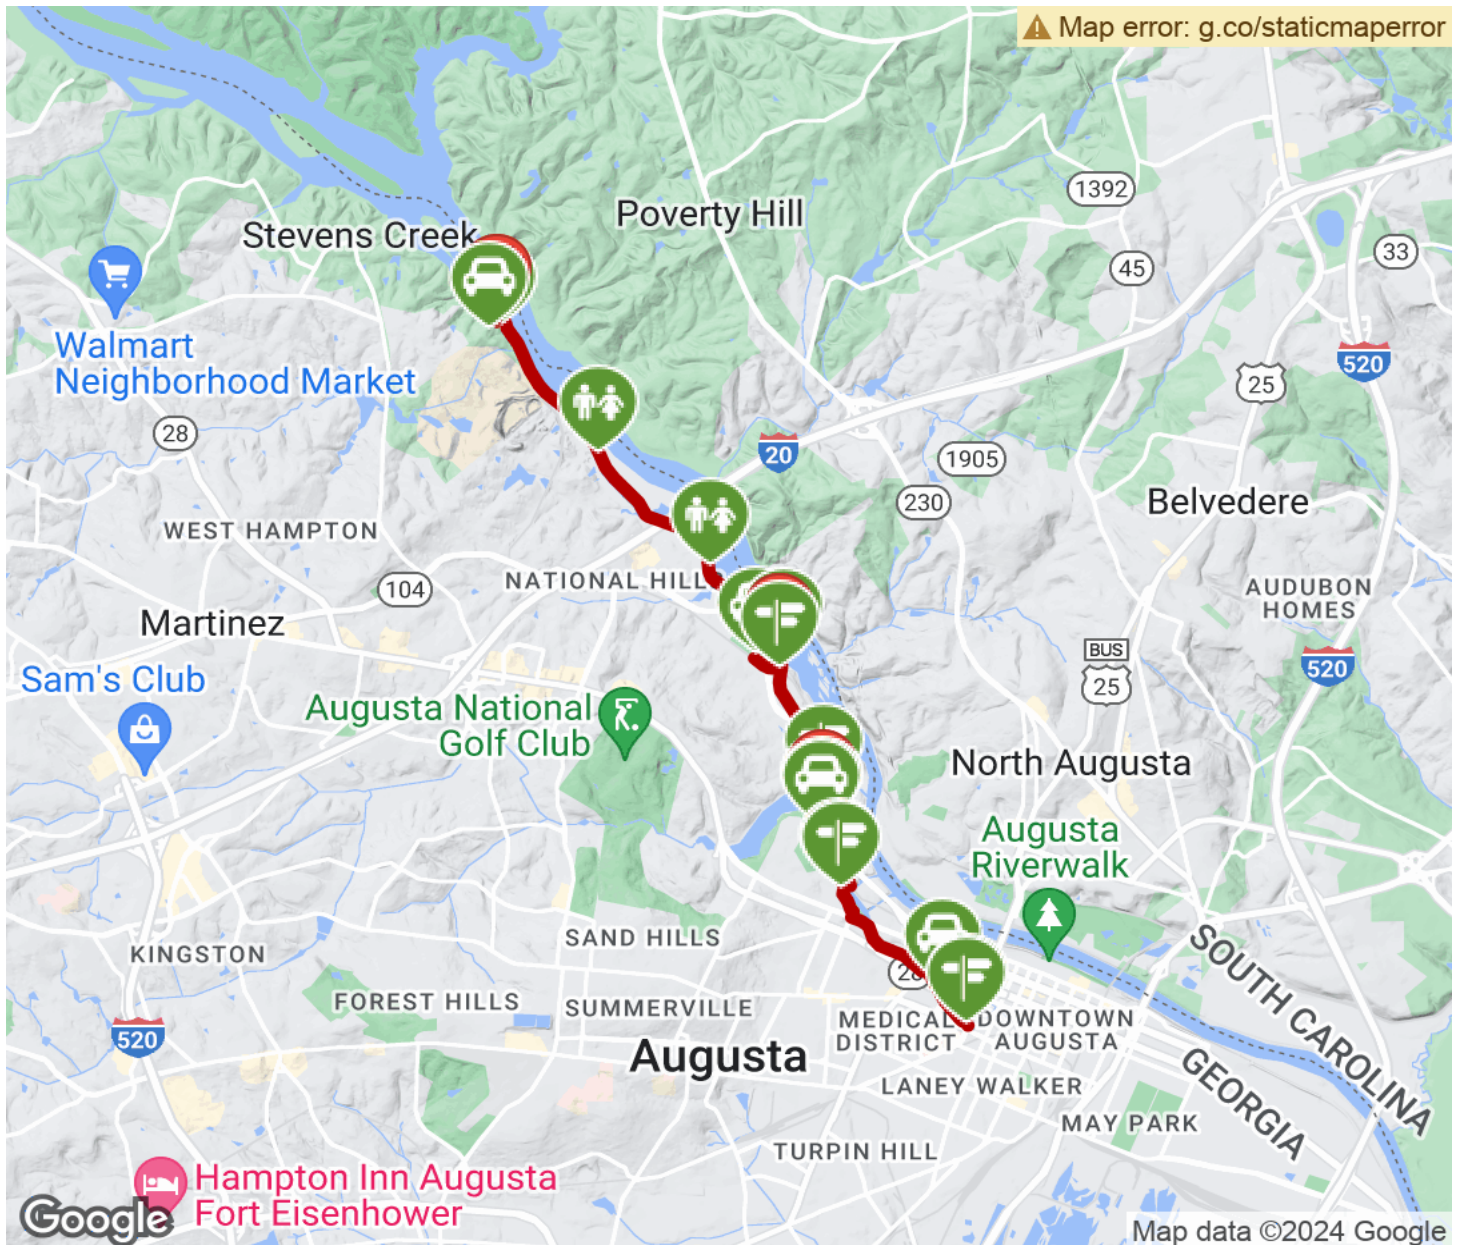 Map error: g.co/staticmaperror
1392
Poverty Hill
Stevens Creek
33
45
Walmart
Neighborhood Market
520
25
28
20
1905
230
Belvedere
WEST HAMPTON
NATIONAL HILL
104
AUDUBON
HOMES
Martinez
BUS
25
520
Sam's Club
Augusta National
Golf Club
North Augusta
Augusta
Riverwalk
SAND HILLS
KINGSTON
SOUTH CAROLINA
FOREST HILLS
SUMMERVILLE
MEDICAL
DISTRICT
DOWNTOWN
AUGUSTA
520
Augusta
GEORGIA
LANEY WALKER
MAY PARK
TURPIN HILL
Hampton Inn Augusta
Fort Eisenhower
Google
Map data ©2024 Google